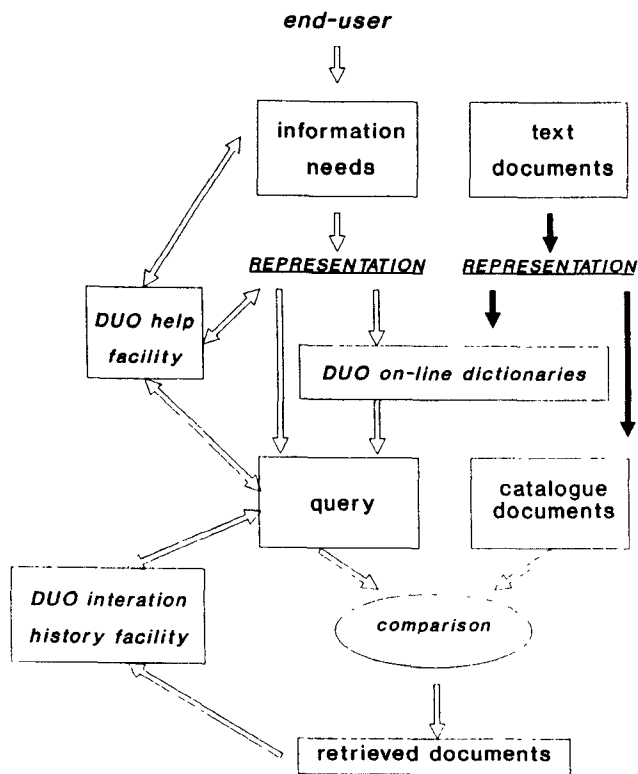 end-user
information
needs
text
documents
REPRESENTATION
REPRESENTATION
DUO help
facility
DUO on-line dictionaries
query
catalogue
documents
DUO interation
history facility
comparison
retrieved documents